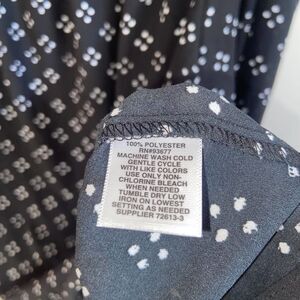 100% POLYESTER
RN#93677
MACHINE WASH COLD
GENTLE CYCLE
WITH LIKE COLORS
USE ONLY NON-
CHLORINE BLEACH
WHEN NEEDED
TUMBLE DRY LOW
IRON ON LOWEST
SETTING AS NEEDED
SUPPLIER 72613-3